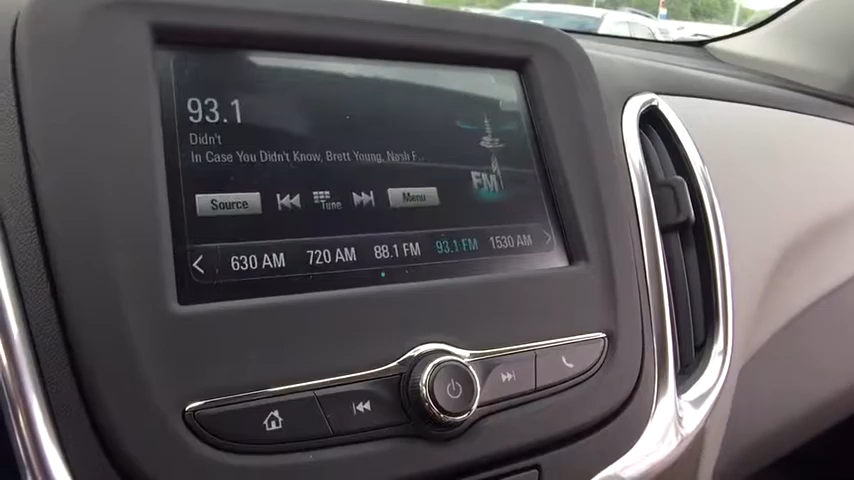 93.1
Didn't
In Case You Didn't Know, Brett Young, Nash F...
FM
Source
Tune
Menu
630 AM 720 AM 88.1 FM 93.1 FM 1530 AM